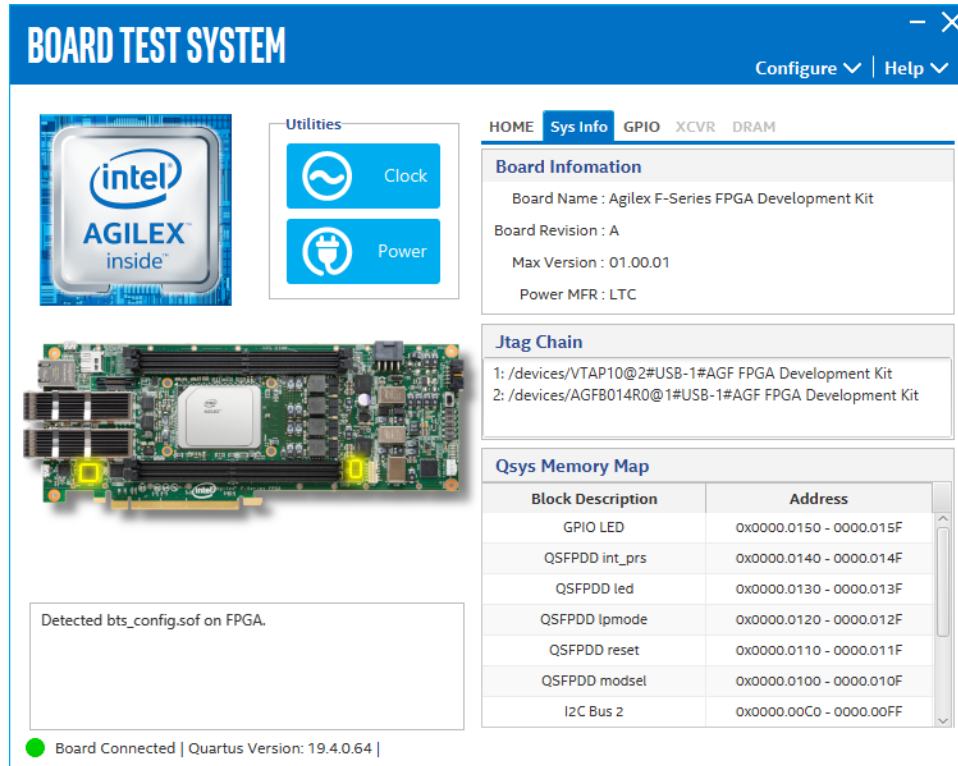 BOARD TEST SYSTEM
Configure | Help
intel
AGILEX
inside™
Utilities
Clock
Power
HOME Sys Info GPIO XCVR DRAM
Board Infomation
Board Name : Agilex F-Series FPGA Development Kit
Board Revision : A
Max Version : 01.00.01
Power MFR : LTC
Jtag Chain
1: /devices/VTAP10@2#USB-1#AGF FPGA Development Kit
2: /devices/AGFB014R0@1#USB-1#AGF FPGA Development Kit
Qsys Memory Map
Block Description Address
GPIO LED 0x0000.0150 - 0000.015F
QSFPDD int_prs 0x0000.0140 - 0000.014F
QSFPDD led 0x0000.0130 - 0000.013F
QSFPDD lpmode 0x0000.0120 - 0000.012F
QSFPDD reset 0x0000.0110 - 0000.011F
QSFPDD modsel 0x0000.0100 - 0000.010F
I2C Bus 2 0x0000.00C0 - 0000.00FF
intel
Detected bts_config.sof on FPGA.
Board Connected | Quartus Version: 19.4.0.64 |